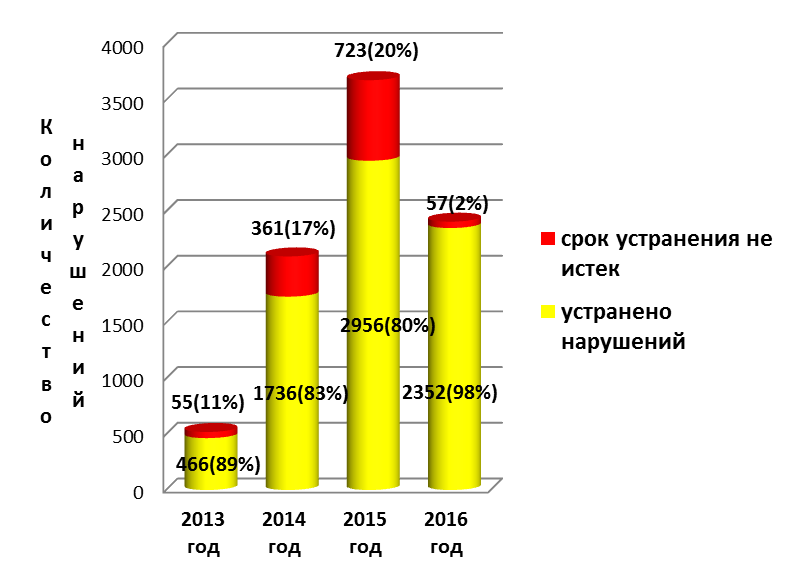 Количество
нарушений
4000
3500
3000
2500
2000
1500
1000
500
0
723(20%)
57(2%)
361(17%)
2956(80%)
1736(83%)
2352(98%)
55(11%)
466(89%)
2013
год
2014
год
2015
год
2016
год
срок устранения не
истек
устранено
нарушений